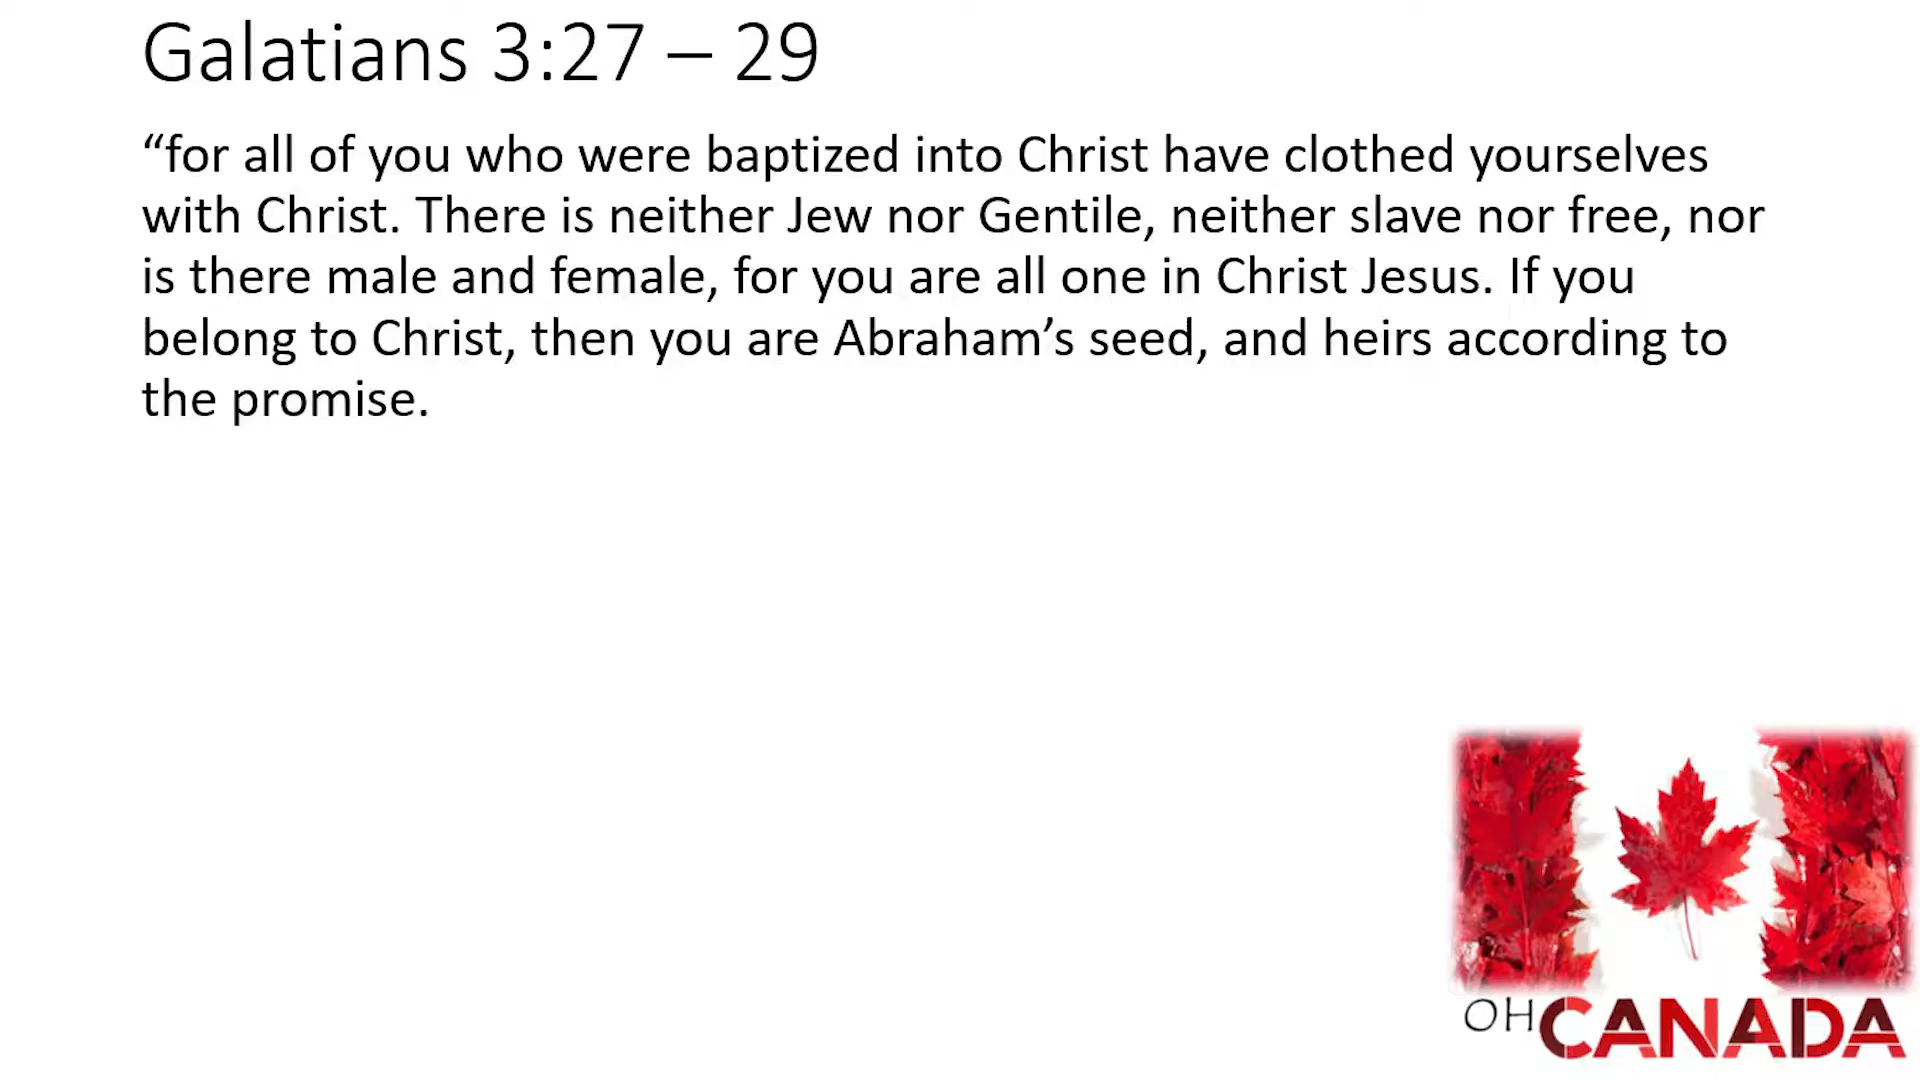 Galatians 3:27 – 29
“for all of you who were baptized into Christ have clothed yourselves
with Christ. There is neither Jew nor Gentile, neither slave nor free, nor
is there male and female, for you are all one in Christ Jesus. If you
belong to Christ, then you are Abraham’s seed, and heirs according to
the promise.
OH CANADA